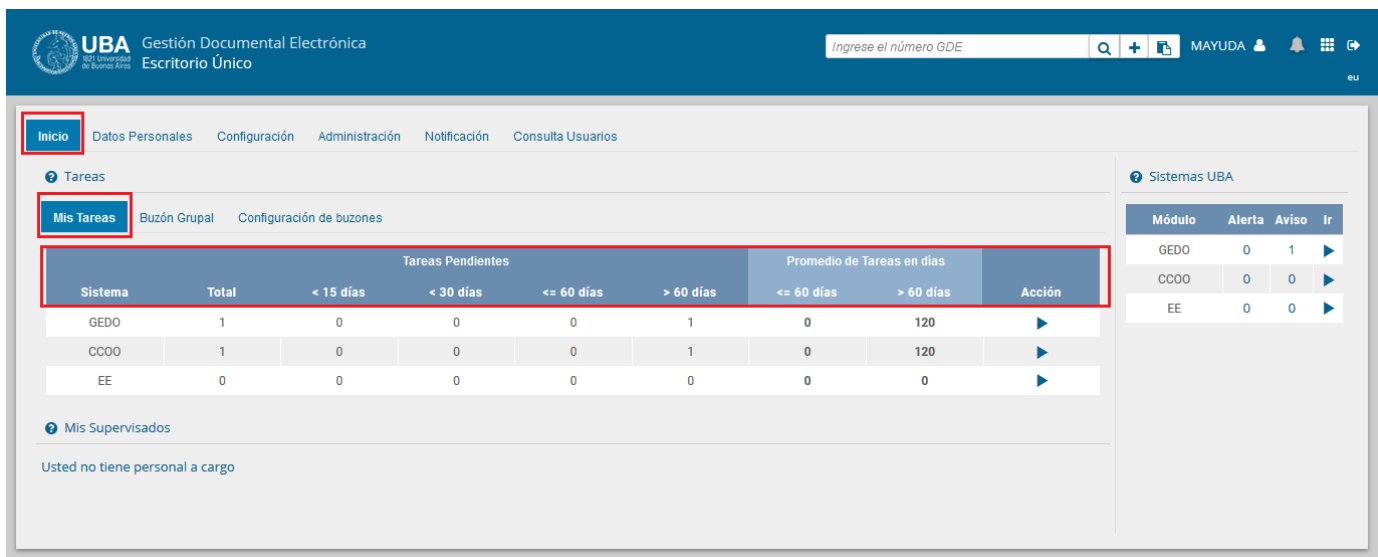 UBA
1821 Universidad
de Buenos Aires
Gestión Documental Electrónica
Escritorio Único
Ingrese el número GDE
MAYUDA
eu
Inicio Datos Personales Configuración Administración Notificación Consulta Usuarios
Tareas
Mis Tareas Buzón Grupal Configuración de buzones
Tareas Pendientes Promedio de Tareas en días
Sistema Total < 15 días < 30 días <= 60 días > 60 días <= 60 días > 60 días Acción
GEDO 1 0 0 0 1 0 120
CCOO 1 0 0 0 1 0 120
EE 0 0 0 0 0 0 0
Mis Supervisados
Usted no tiene personal a cargo
Sistemas UBA
Módulo Alerta Aviso Ir
GEDO 0 1
CCOO 0 0
EE 0 0